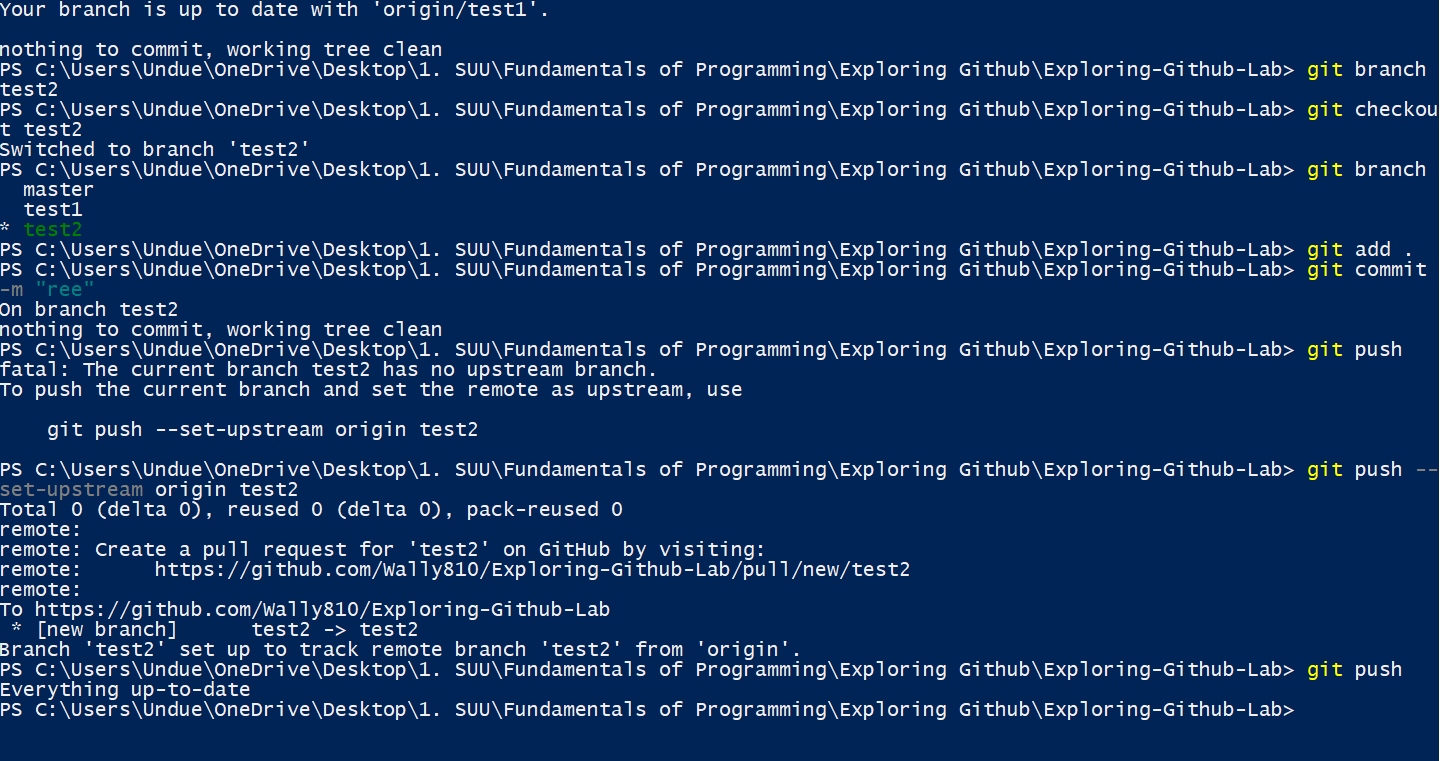 Your branch is up to date with 'origin/test1'.
nothing to commit, working tree clean
PS C:\Users\Undue\OneDrive\Desktop\1. SUU\Fundamentals of Programming\Exploring Github\Exploring-Github-Lab> git branch
test2
PS C:\Users\Undue\OneDrive\Desktop\1. SUU\Fundamentals of Programming\Exploring Github\Exploring-Github-Lab> git checkou
t test2
Switched to branch 'test2'
PS C:\Users\Undue\OneDrive\Desktop\1. SUU\Fundamentals of Programming\Exploring Github\Exploring-Github-Lab> git branch
  master
  test1
* test2
PS C:\Users\Undue\OneDrive\Desktop\1. SUU\Fundamentals of Programming\Exploring Github\Exploring-Github-Lab> git add .
PS C:\Users\Undue\OneDrive\Desktop\1. SUU\Fundamentals of Programming\Exploring Github\Exploring-Github-Lab> git commit
-m "ree"
On branch test2
nothing to commit, working tree clean
PS C:\Users\Undue\OneDrive\Desktop\1. SUU\Fundamentals of Programming\Exploring Github\Exploring-Github-Lab> git push
fatal: The current branch test2 has no upstream branch.
To push the current branch and set the remote as upstream, use
    git push --set-upstream origin test2
PS C:\Users\Undue\OneDrive\Desktop\1. SUU\Fundamentals of Programming\Exploring Github\Exploring-Github-Lab> git push --
set-upstream origin test2
Total 0 (delta 0), reused 0 (delta 0), pack-reused 0
remote:
remote: Create a pull request for 'test2' on GitHub by visiting:
remote:      https://github.com/Wally810/Exploring-Github-Lab/pull/new/test2
remote:
To https://github.com/Wally810/Exploring-Github-Lab
 * [new branch]      test2 -> test2
Branch 'test2' set up to track remote branch 'test2' from 'origin'.
PS C:\Users\Undue\OneDrive\Desktop\1. SUU\Fundamentals of Programming\Exploring Github\Exploring-Github-Lab> git push
Everything up-to-date
PS C:\Users\Undue\OneDrive\Desktop\1. SUU\Fundamentals of Programming\Exploring Github\Exploring-Github-Lab>